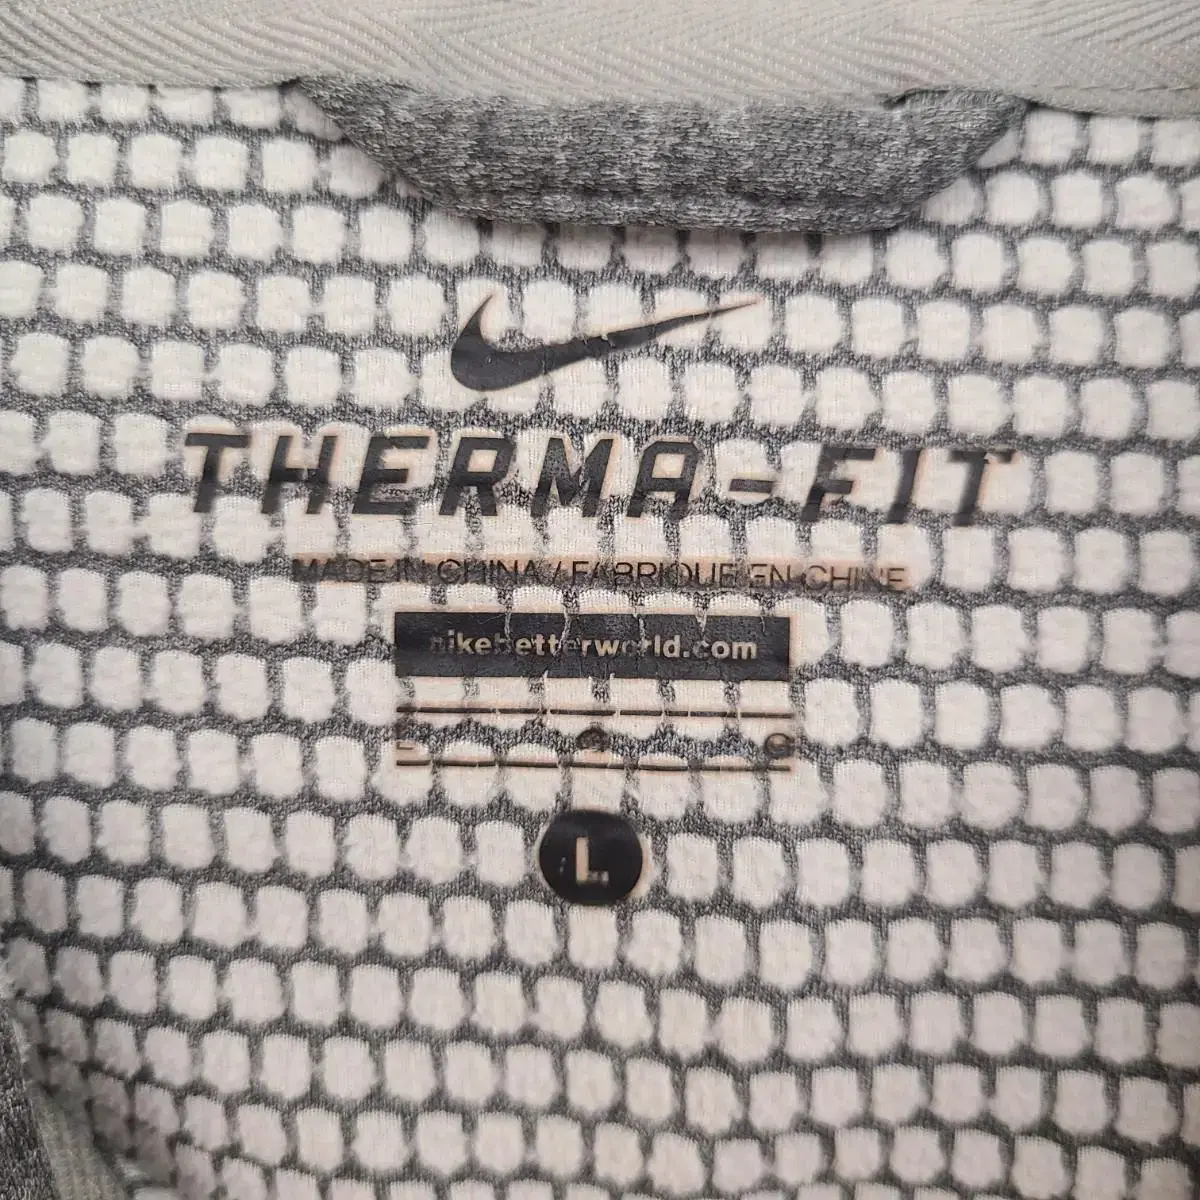 THERMA-FIT
MADE IN CHINA / FABRIQUE EN CHINE
nikebetterworld.com
L G G
L